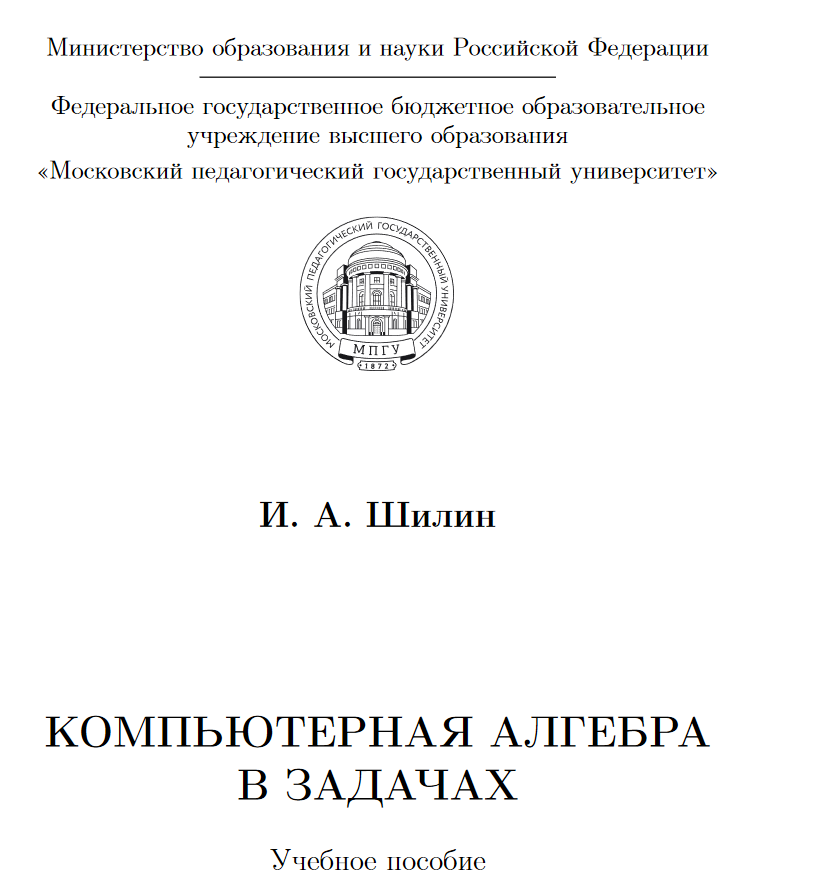 Министерство образования и науки Российской Федерации
Федеральное государственное бюджетное образовательное
учреждение высшего образования
«Московский педагогический государственный университет»
МОСКОВСКИЙ ПЕДАГОГИЧЕСКИЙ ГОСУДАРСТВЕННЫЙ УНИВЕРСИТЕТ
МПГУ
1872
И. А. Шилин
КОМПЬЮТЕРНАЯ АЛГЕБРА
В ЗАДАЧАХ
Учебное пособие